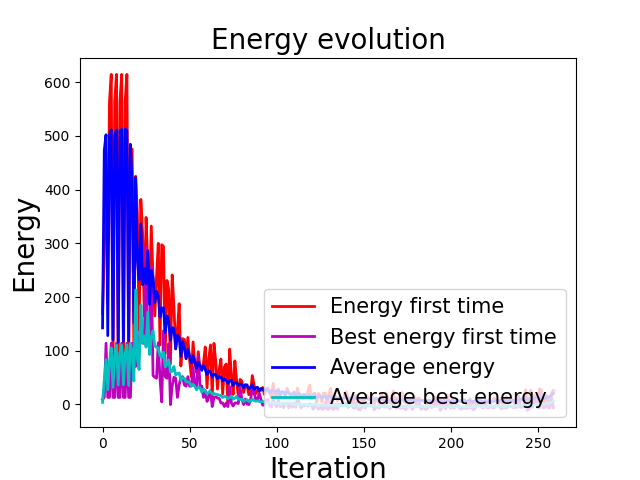 Energy evolution
Energy
600
500
400
300
200
100
0
Energy first time
Best energy first time
Average energy
Average best energy
0 50 100 150 200 250
Iteration